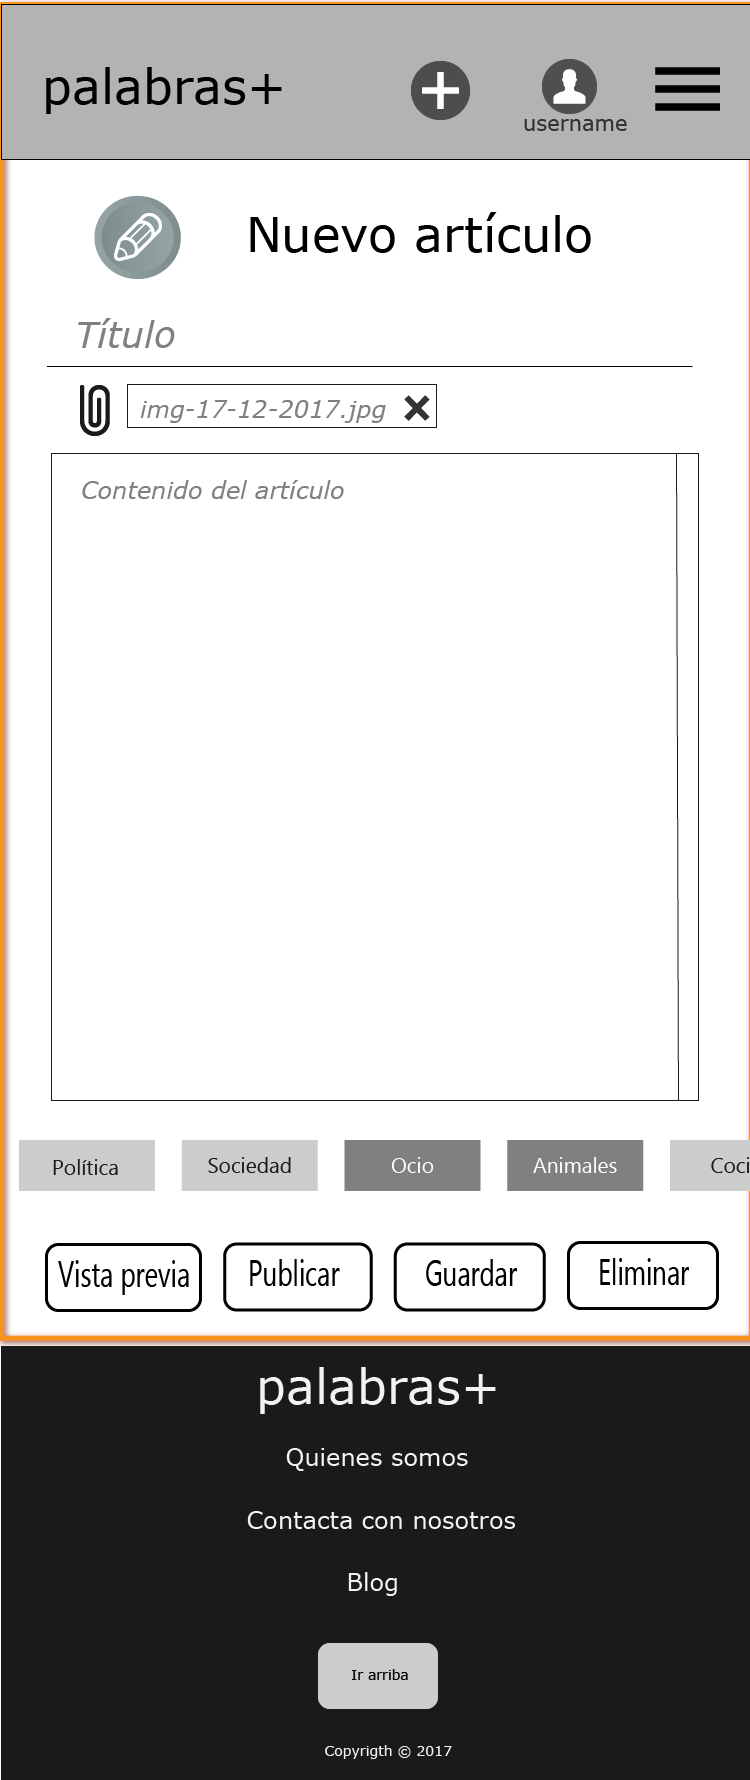 palabras+
username
Nuevo artículo
Título
img-17-12-2017.jpg
Contenido del artículo
Política Sociedad Ocio Animales Coci
Vista previa Publicar Guardar Eliminar
palabras+
Quienes somos
Contacta con nosotros
Blog
Ir arriba
Copyrigth © 2017